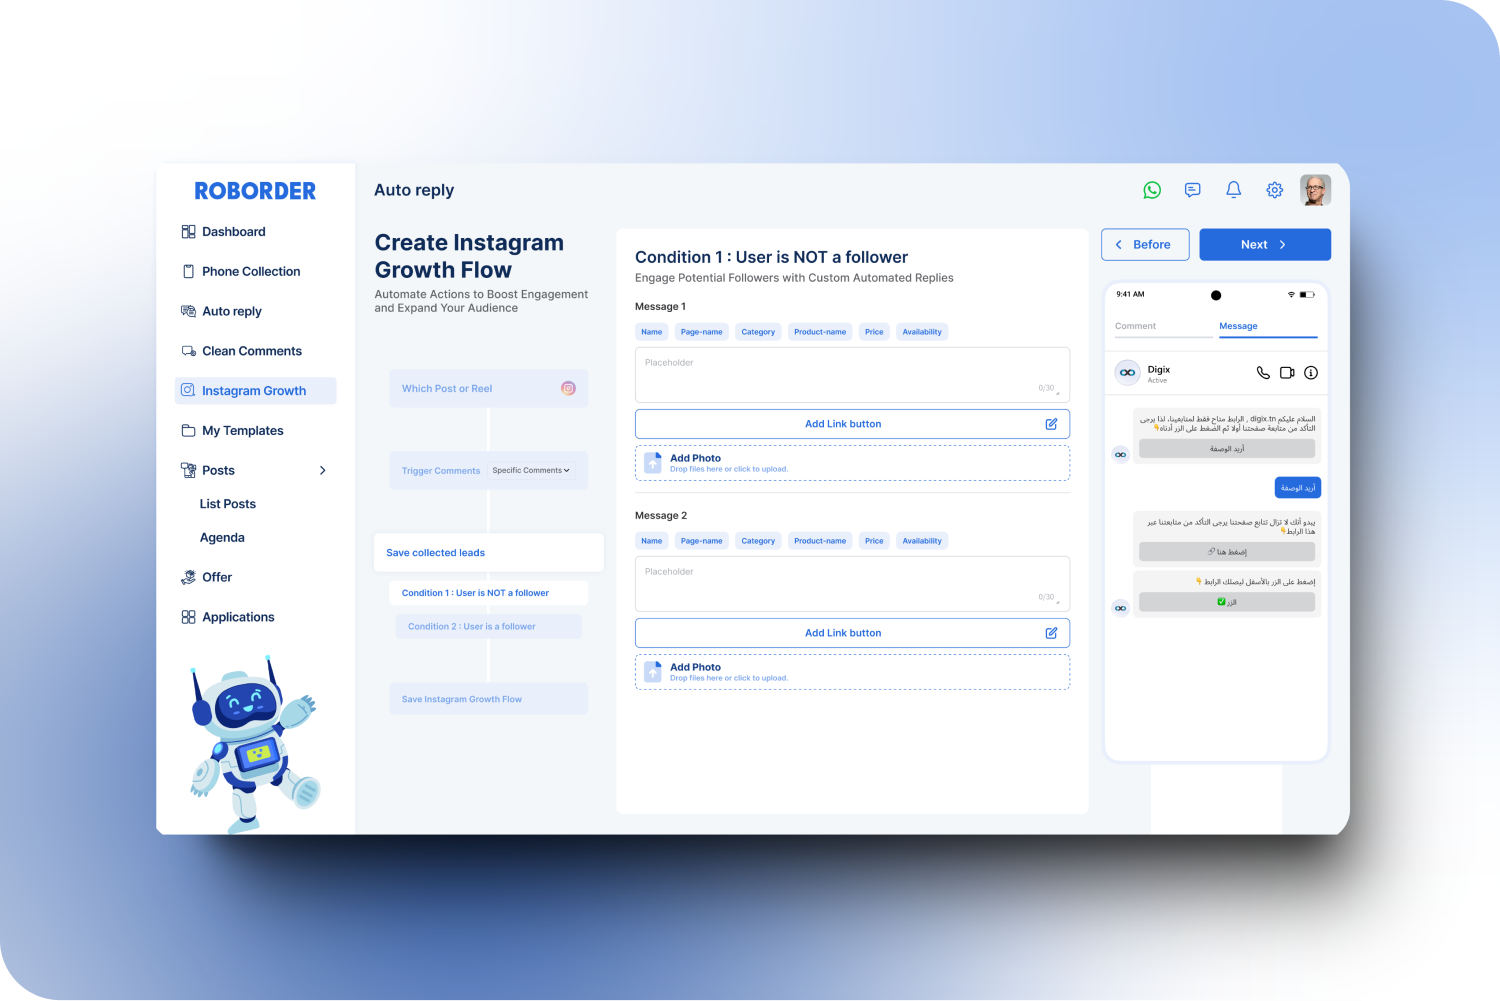 ROBORDER
Dashboard
Phone Collection
Auto reply
Clean Comments
Instagram Growth
My Templates
Posts
List Posts
Agenda
Offer
Applications
Auto reply
Create Instagram
Growth Flow
Automate Actions to Boost Engagement
and Expand Your Audience
Which Post or Reel
Trigger Comments
Specific Comments
Save collected leads
Condition 1 : User is NOT a follower
Condition 2 : User is a follower
Save Instagram Growth Flow
Condition 1 : User is NOT a follower
Engage Potential Followers with Custom Automated Replies
Message 1
Name Page-name Category Product-name Price Availability
Placeholder
0/30
Add Link button
Add Photo
Drop files here or click to upload.
Message 2
Name Page-name Category Product-name Price Availability
Placeholder
0/30
Add Link button
Add Photo
Drop files here or click to upload.
Before
Next
9:41 AM
Comment Message
Digix
Active
السلام عليكم digix.tn , الرابط متاح فقط لمتابعينا، لذا يرجى
التأكد من متابعة صفحتنا أولا ثم الضغط على الزر أدناه👇
أريد الوصفة
أريد الوصفة
يبدو أنك لا تزال تتابع صفحتنا يرجى التأكد من متابعتنا عبر
هذا الرابط👇
إضغط هنا 🔗
إضغط على الزر بالأسفل ليصلك الرابط 👇
الزر ✅